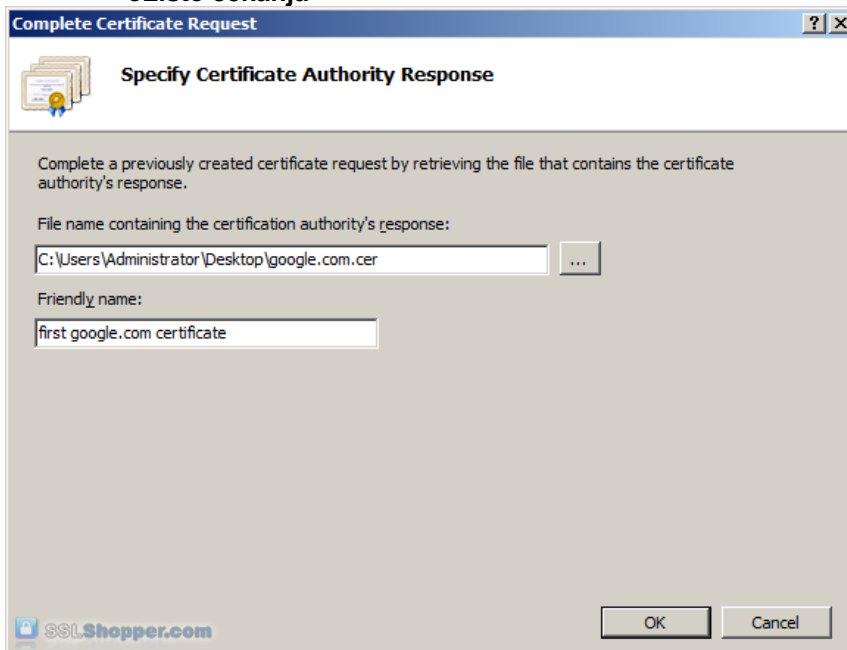 Complete Certificate Request
Specify Certificate Authority Response
Complete a previously created certificate request by retrieving the file that contains the certificate
authority's response.
File name containing the certification authority's response:
C:\Users\Administrator\Desktop\google.com.cer
...
Friendly name:
first google.com certificate
SSLShopper.com
OK Cancel